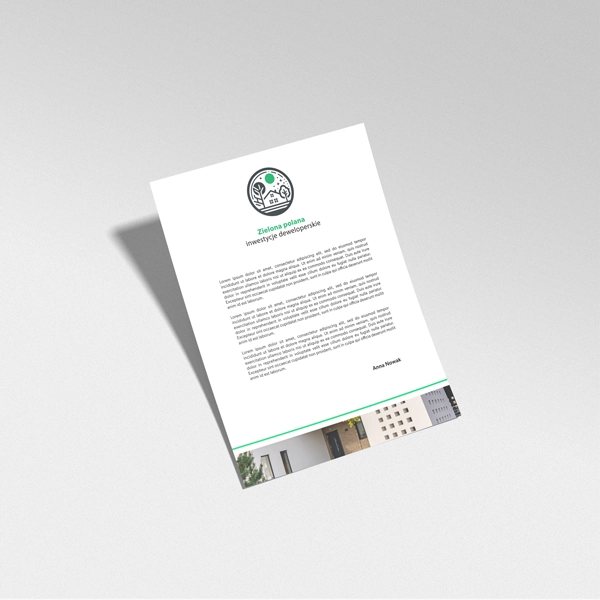 Zielona polana
inwestycje deweloperskie
Lorem ipsum dolor sit amet, consectetur adipiscing elit, sed do eiusmod tempor
incididunt ut labore et dolore magna aliqua. Ut enim ad minim veniam, quis nostrud
exercitation ullamco laboris nisi ut aliquip ex ea commodo consequat. Duis aute irure
dolor in reprehenderit in voluptate velit esse cillum dolore eu fugiat nulla pariatur.
Excepteur sint occaecat cupidatat non proident, sunt in culpa qui officia deserunt mollit
anim id est laborum.
Lorem ipsum dolor sit amet, consectetur adipiscing elit, sed do eiusmod tempor
incididunt ut labore et dolore magna aliqua. Ut enim ad minim veniam, quis nostrud
exercitation ullamco laboris nisi ut aliquip ex ea commodo consequat. Duis aute irure
dolor in reprehenderit in voluptate velit esse cillum dolore eu fugiat nulla pariatur.
Excepteur sint occaecat cupidatat non proident, sunt in culpa qui officia deserunt mollit
anim id est laborum.
Lorem ipsum dolor sit amet, consectetur adipiscing elit, sed do eiusmod tempor
incididunt ut labore et dolore magna aliqua. Ut enim ad minim veniam, quis nostrud
exercitation ullamco laboris nisi ut aliquip ex ea commodo consequat. Duis aute irure
dolor in reprehenderit in voluptate velit esse cillum dolore eu fugiat nulla pariatur.
Excepteur sint occaecat cupidatat non proident, sunt in culpa qui officia deserunt mollit
anim id est laborum.
Anna Nowak